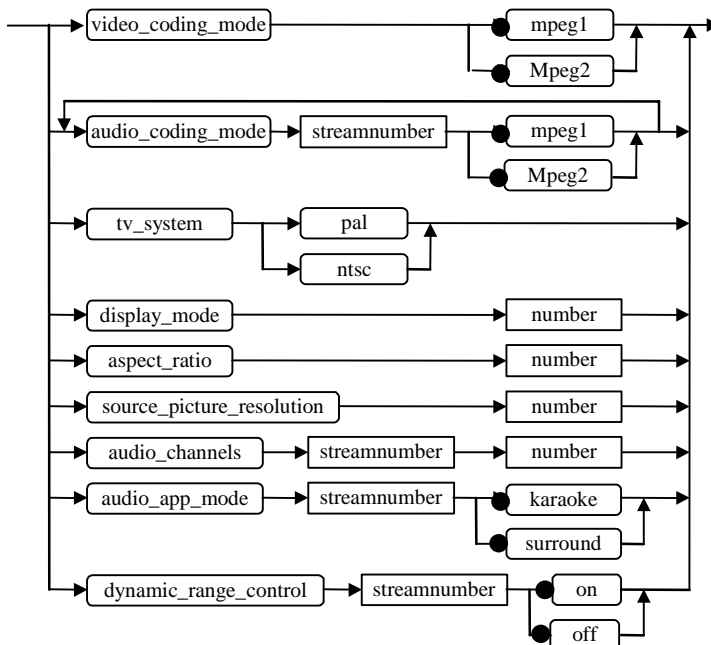 video_coding_mode mpeg1
Mpeg2
audio_coding_mode streamnumber mpeg1
Mpeg2
tv_system pal
ntsc
display_mode number
aspect_ratio number
source_picture_resolution number
audio_channels streamnumber number
audio_app_mode streamnumber karaoke
surround
dynamic_range_control streamnumber on
off